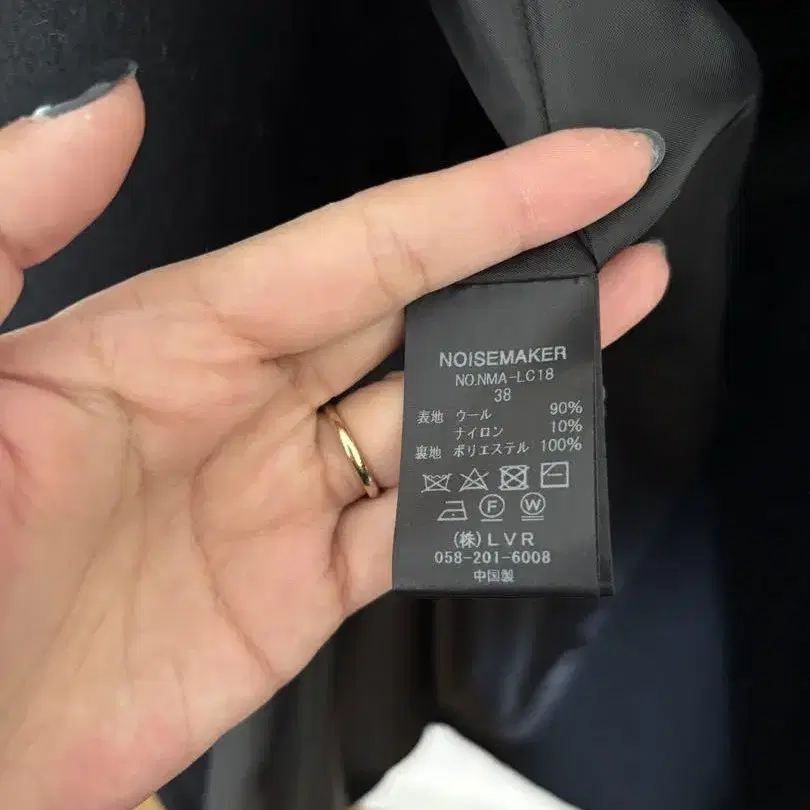 NOISEMAKER
NO.NMA-LC18
38
表地 ウール 90%
ナイロン 10%
裏地 ポリエステル 100%
F W
(株)LVR
058-201-6008
中国製